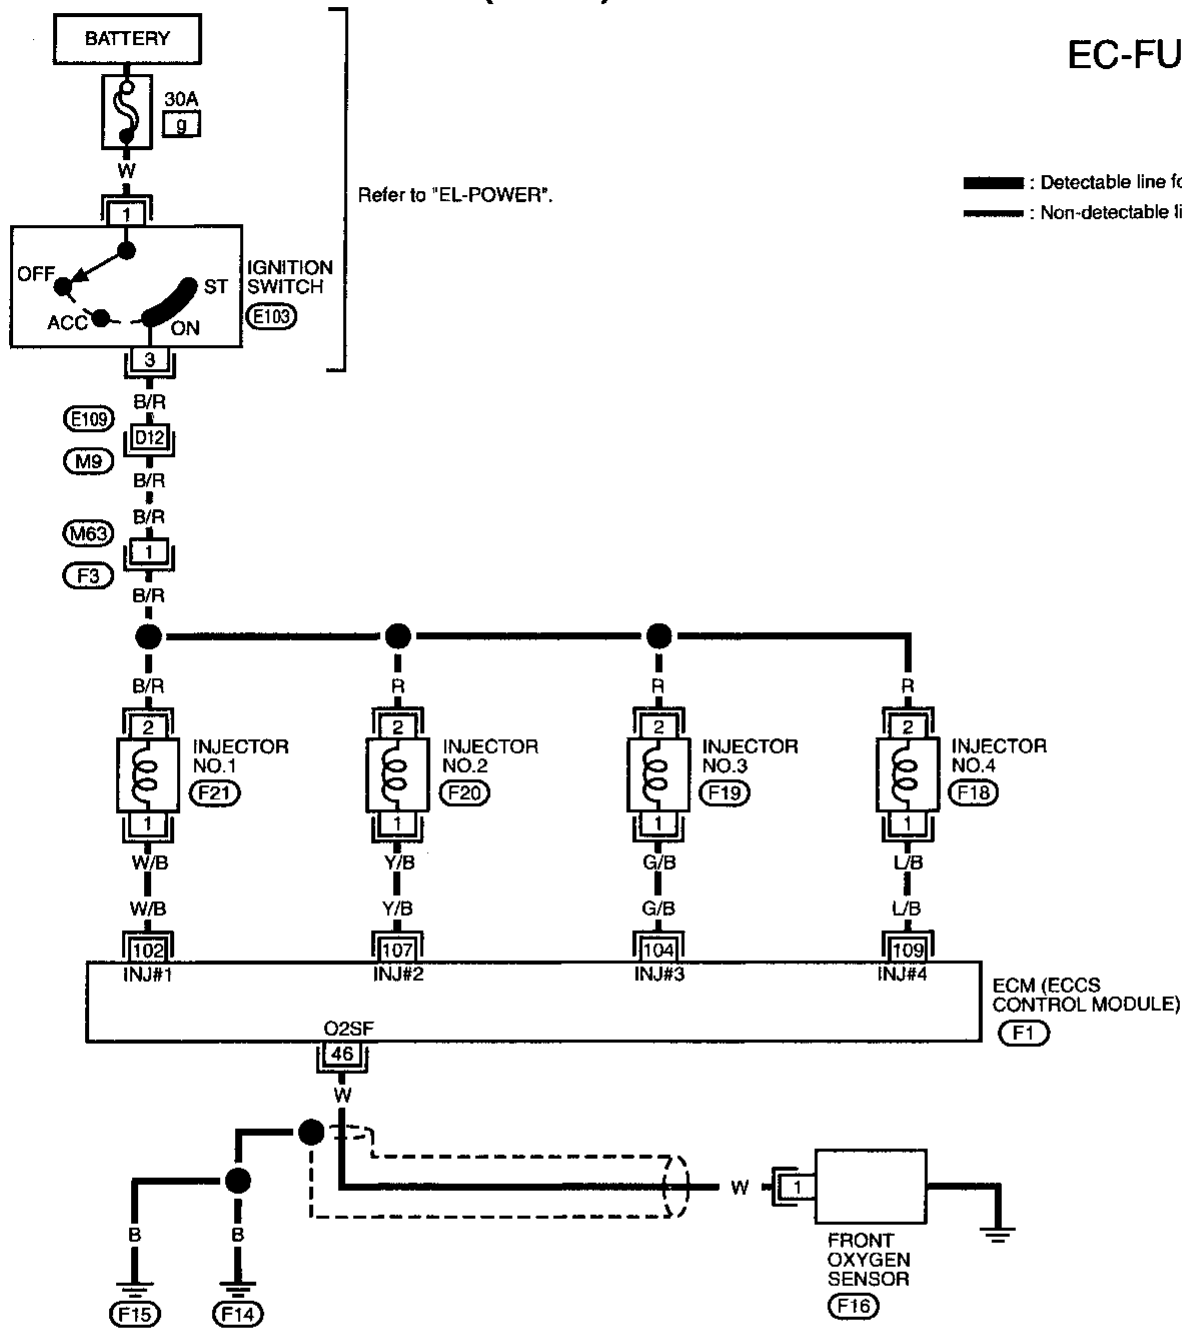 BATTERY
EC-FU
30A
g
W
: Detectable line fo
: Non-detectable li
Refer to "EL-POWER".
1
OFF
ST
ACC
ON
IGNITION
SWITCH
E103
3
B/R
E109
D12
M9
B/R
B/R
M63
1
F3
B/R
B/R R R R
2 2 2 2
INJECTOR
NO.1
F21
INJECTOR
NO.2
F20
INJECTOR
NO.3
F19
INJECTOR
NO.4
F18
1 1 1 1
W/B Y/B G/B L/B
W/B Y/B G/B L/B
102 107 104 109
INJ#1 INJ#2 INJ#3 INJ#4
ECM (ECCS
CONTROL MODULE)
F1
O2SF
46
W
W
1
B B
FRONT
OXYGEN
SENSOR
F16
F15 F14